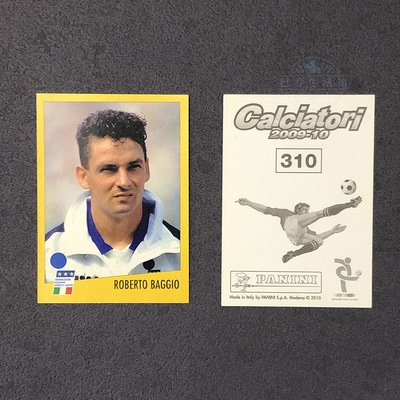 ROBERTO BAGGIO
Calciatori
2009-10
310
PANINI
Made in Italy by PANINI S.p.A. Modena © 2010